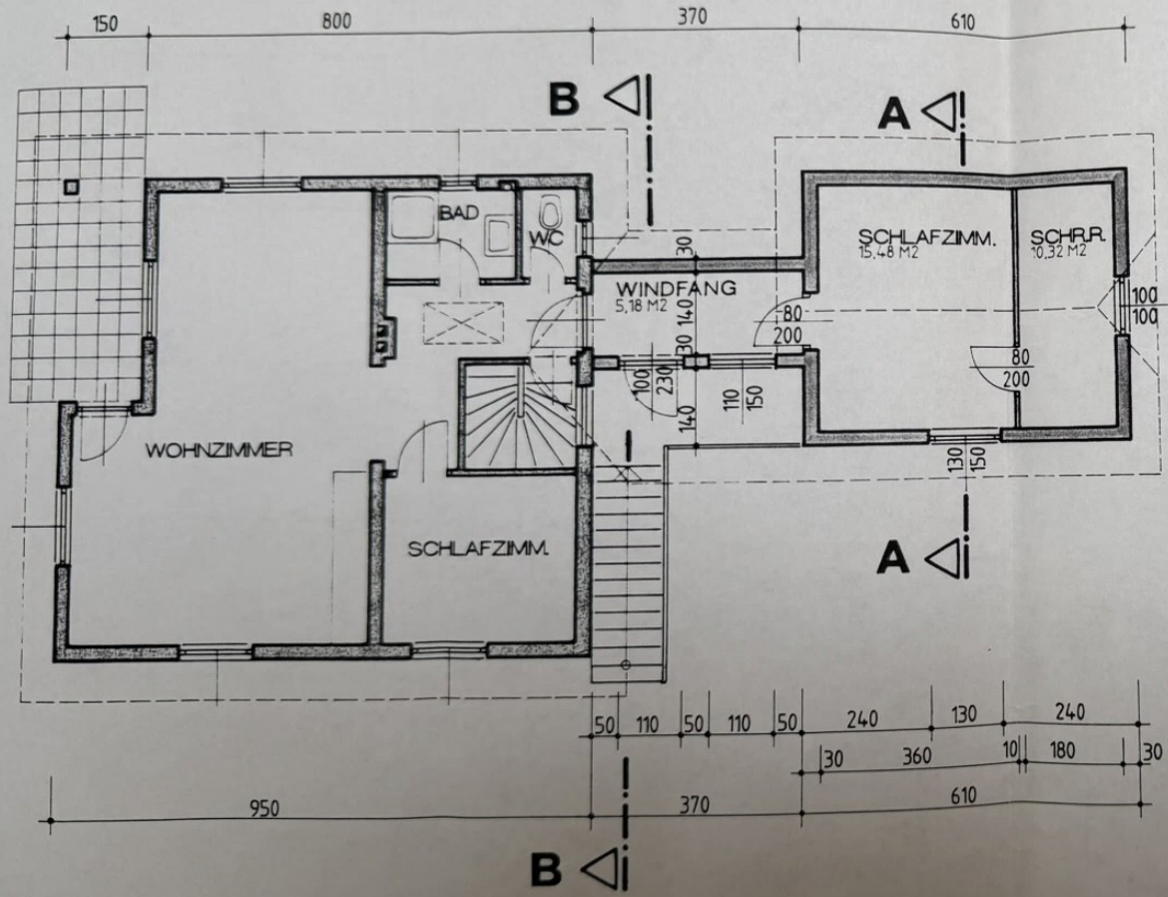 150 800 370 610
B
A
BAD
WC
30
SCHLAFZIMM.
15,48 M2
SCHR.R.
10,32 M2
WINDFANG
5,18 M2
140
80
200
100
100
30
80
200
100
230
110
150
140
WOHNZIMMER
130
150
SCHLAFZIMM.
A
50 110 50 110 50 240 130 240
30 360 10 180 30
950 370 610
B